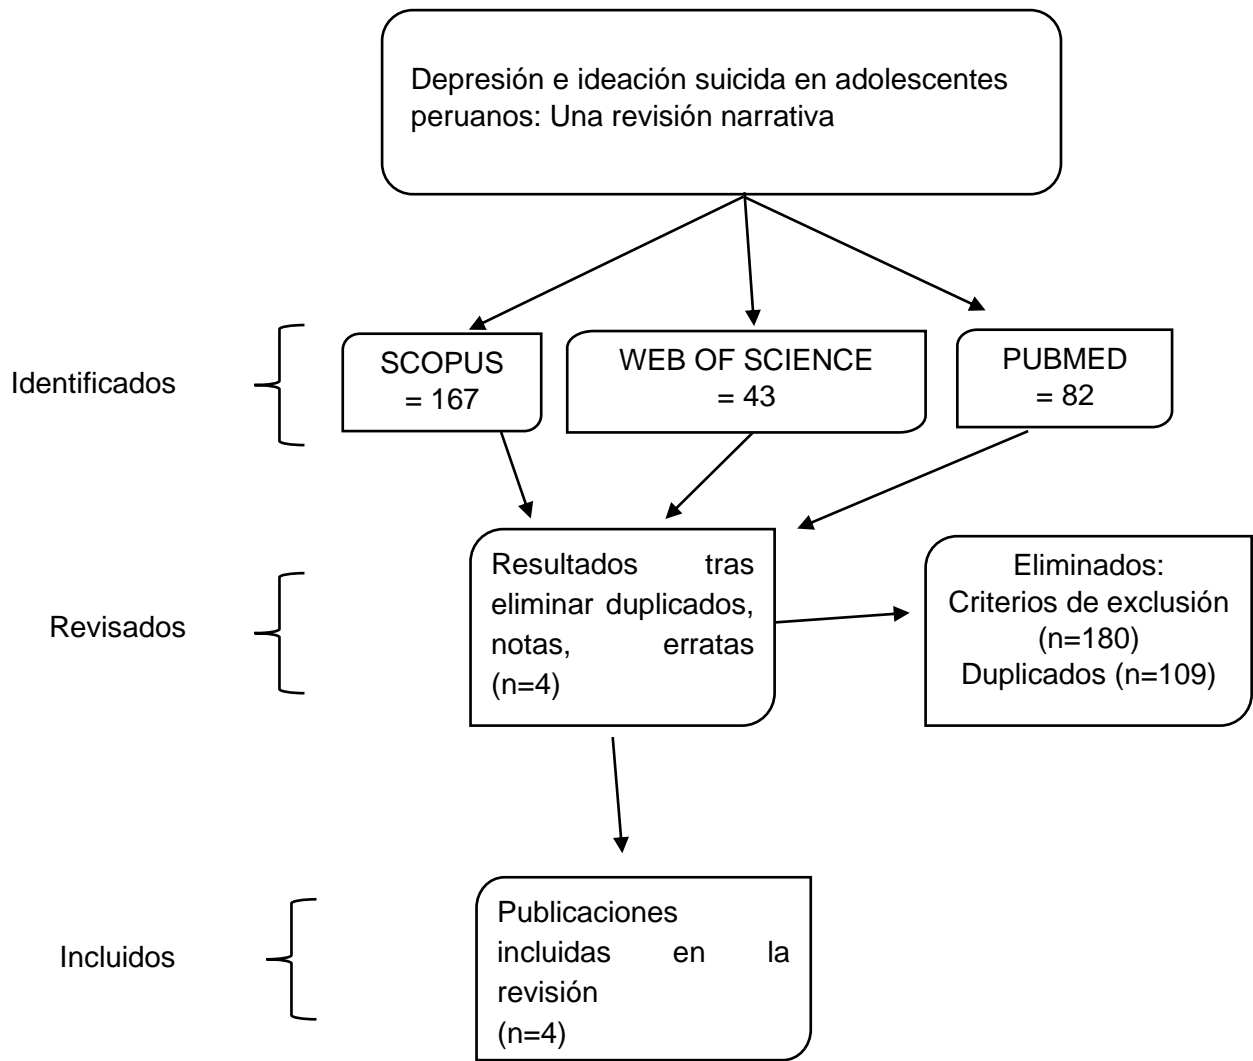 Depresión e ideación suicida en adolescentes
peruanos: Una revisión narrativa
Identificados
SCOPUS
= 167
WEB OF SCIENCE
= 43
PUBMED
= 82
Revisados
Resultados tras
eliminar duplicados,
notas, erratas
(n=4)
Eliminados:
Criterios de exclusión
(n=180)
Duplicados (n=109)
Incluidos
Publicaciones
incluidas en la
revisión
(n=4)